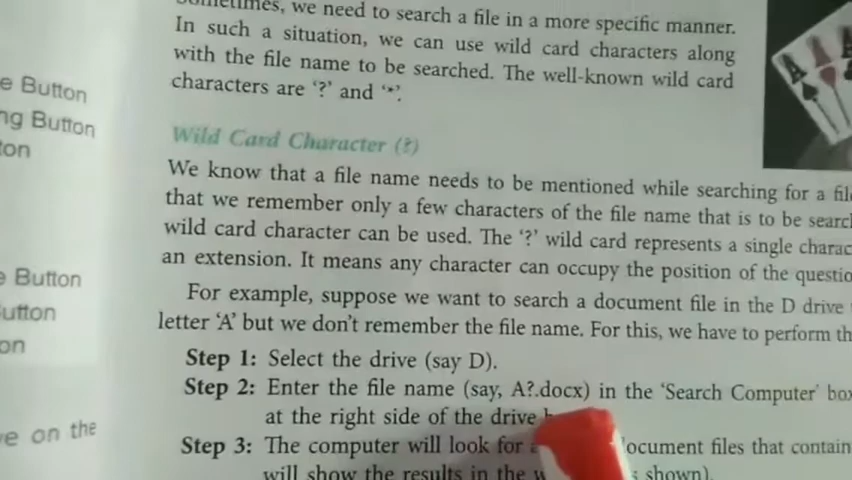 Sometimes, we need to search a file in a more specific manner.
In such a situation, we can use wild card characters along
with the file name to be searched. The well-known wild card
characters are '?' and '*'.
e Button
ng Button
ton
Wild Card Character (?)
We know that a file name needs to be mentioned while searching for a fil
that we remember only a few characters of the file name that is to be search
wild card character can be used. The '?' wild card represents a single charac
an extension. It means any character can occupy the position of the questio
e Button
utton
on
For example, suppose we want to search a document file in the D drive
letter 'A' but we don't remember the file name. For this, we have to perform th
Step 1: Select the drive (say D).
Step 2: Enter the file name (say, A?.docx) in the 'Search Computer' box
at the right side of the drive
ve on the
Step 3: The computer will look for document files that contain
will show the results in the shown).
A
A
A